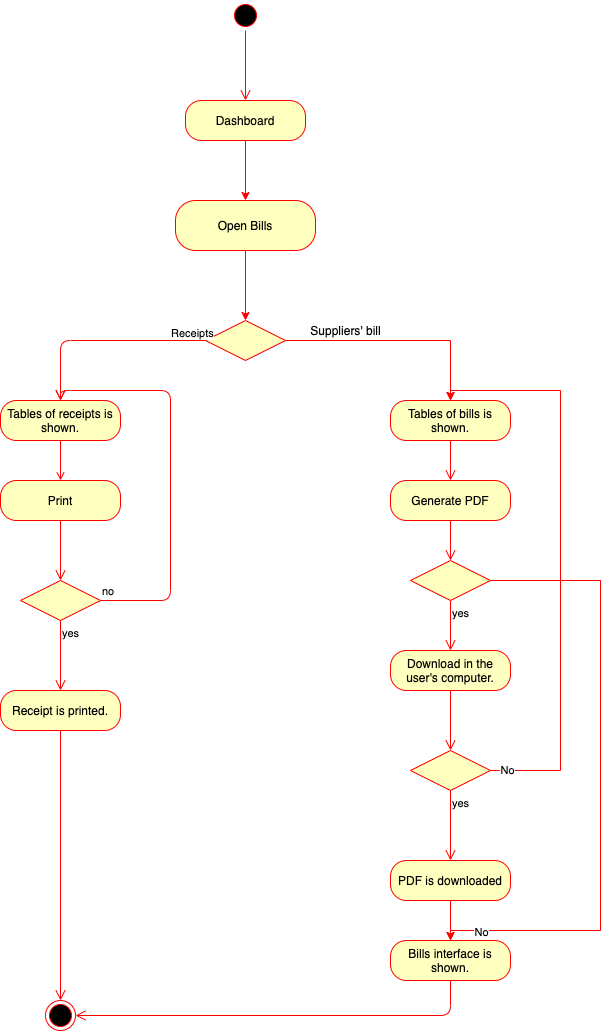 Dashboard
Open Bills
Receipts
Suppliers' bill
Tables of receipts is
shown.
Tables of bills is
shown.
Print
Generate PDF
no
yes
yes
Download in the
user's computer.
Receipt is printed.
No
yes
PDF is downloaded
No
Bills interface is
shown.